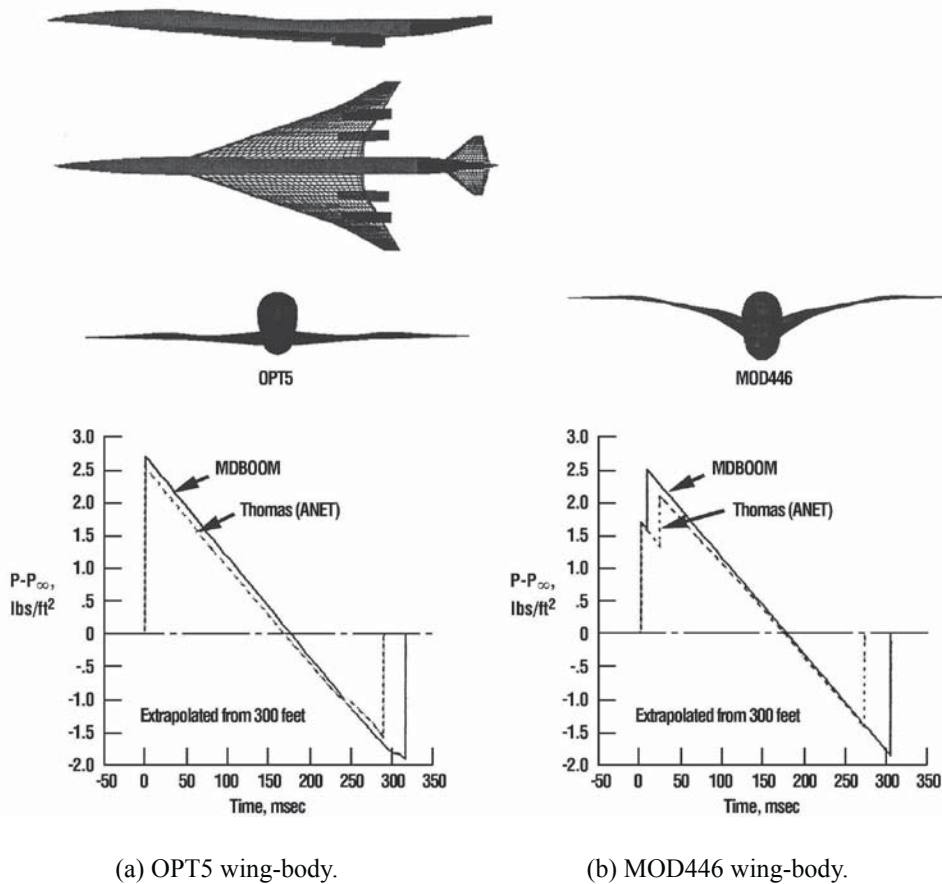 OPT5
MOD446
3.0
2.5
2.0
1.5
1.0
.5
0
-.5
-1.0
-1.5
-2.0
P-P∞,
lbs/ft2
MDBOOM
Thomas (ANET)
Extrapolated from 300 feet
-50 0 50 100 150 200 250 300 350
Time, msec
3.0
2.5
2.0
1.5
1.0
.5
0
-.5
-1.0
-1.5
-2.0
P-P∞,
lbs/ft2
MDBOOM
Thomas (ANET)
Extrapolated from 300 feet
-50 0 50 100 150 200 250 300 350
Time, msec
(a) OPT5 wing-body.
(b) MOD446 wing-body.